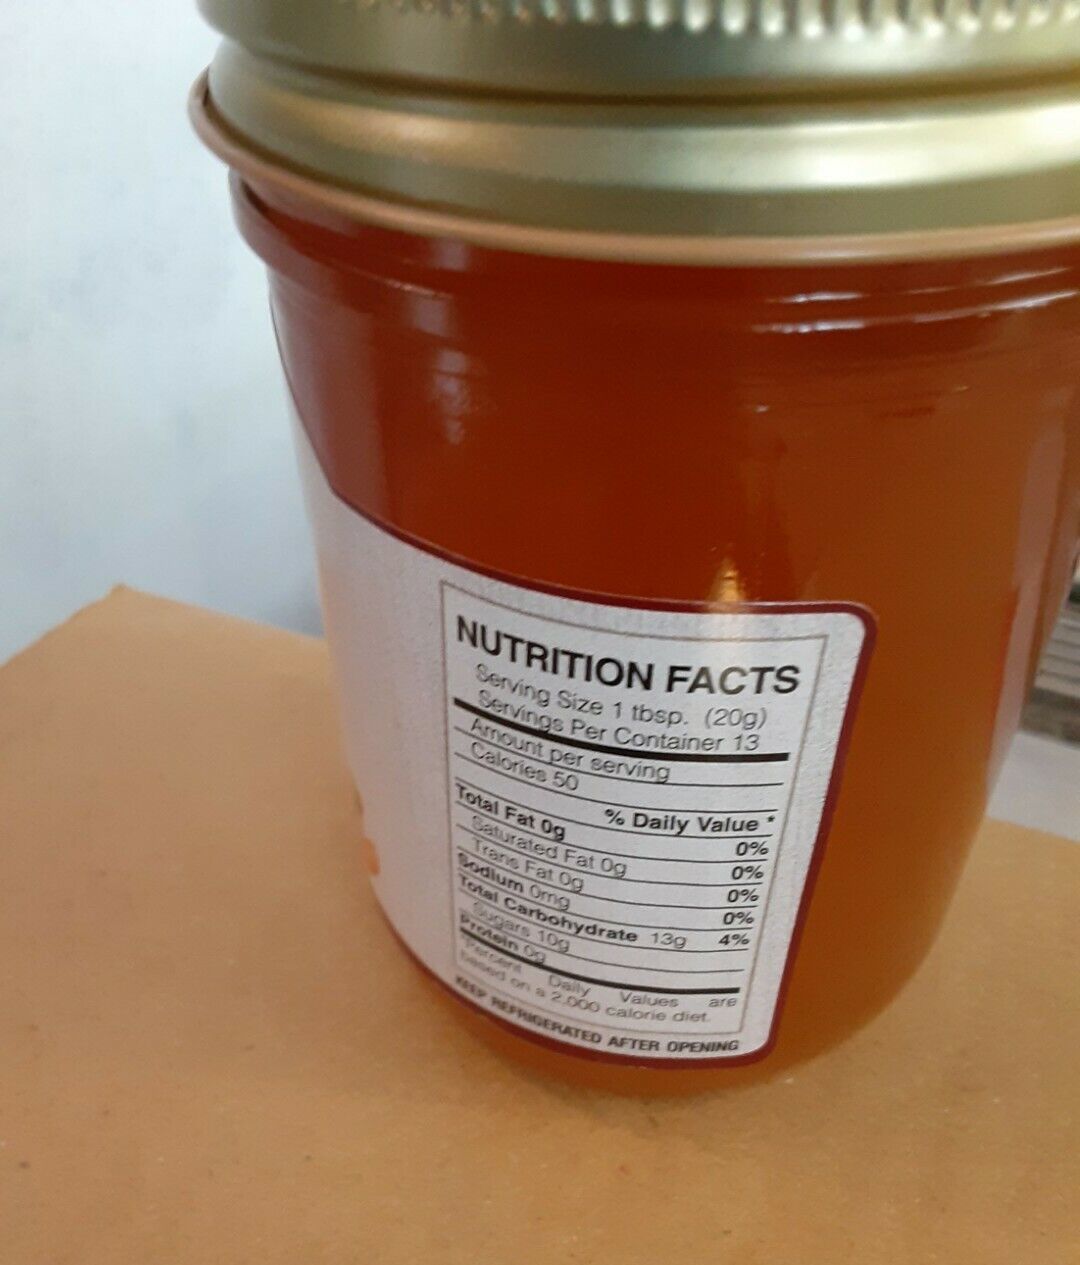 NUTRITION FACTS
Serving Size 1 tbsp. (20g)
Servings Per Container 13
Amount per serving
Calories 50
% Daily Value *
Total Fat 0g 0%
Saturated Fat 0g 0%
Trans Fat 0g 0%
Sodium 0mg 0%
Total Carbohydrate 13g 4%
Sugars 10g
Protein 0g
Percent Daily Values are
based on a 2,000 calorie diet.
KEEP REFRIGERATED AFTER OPENING